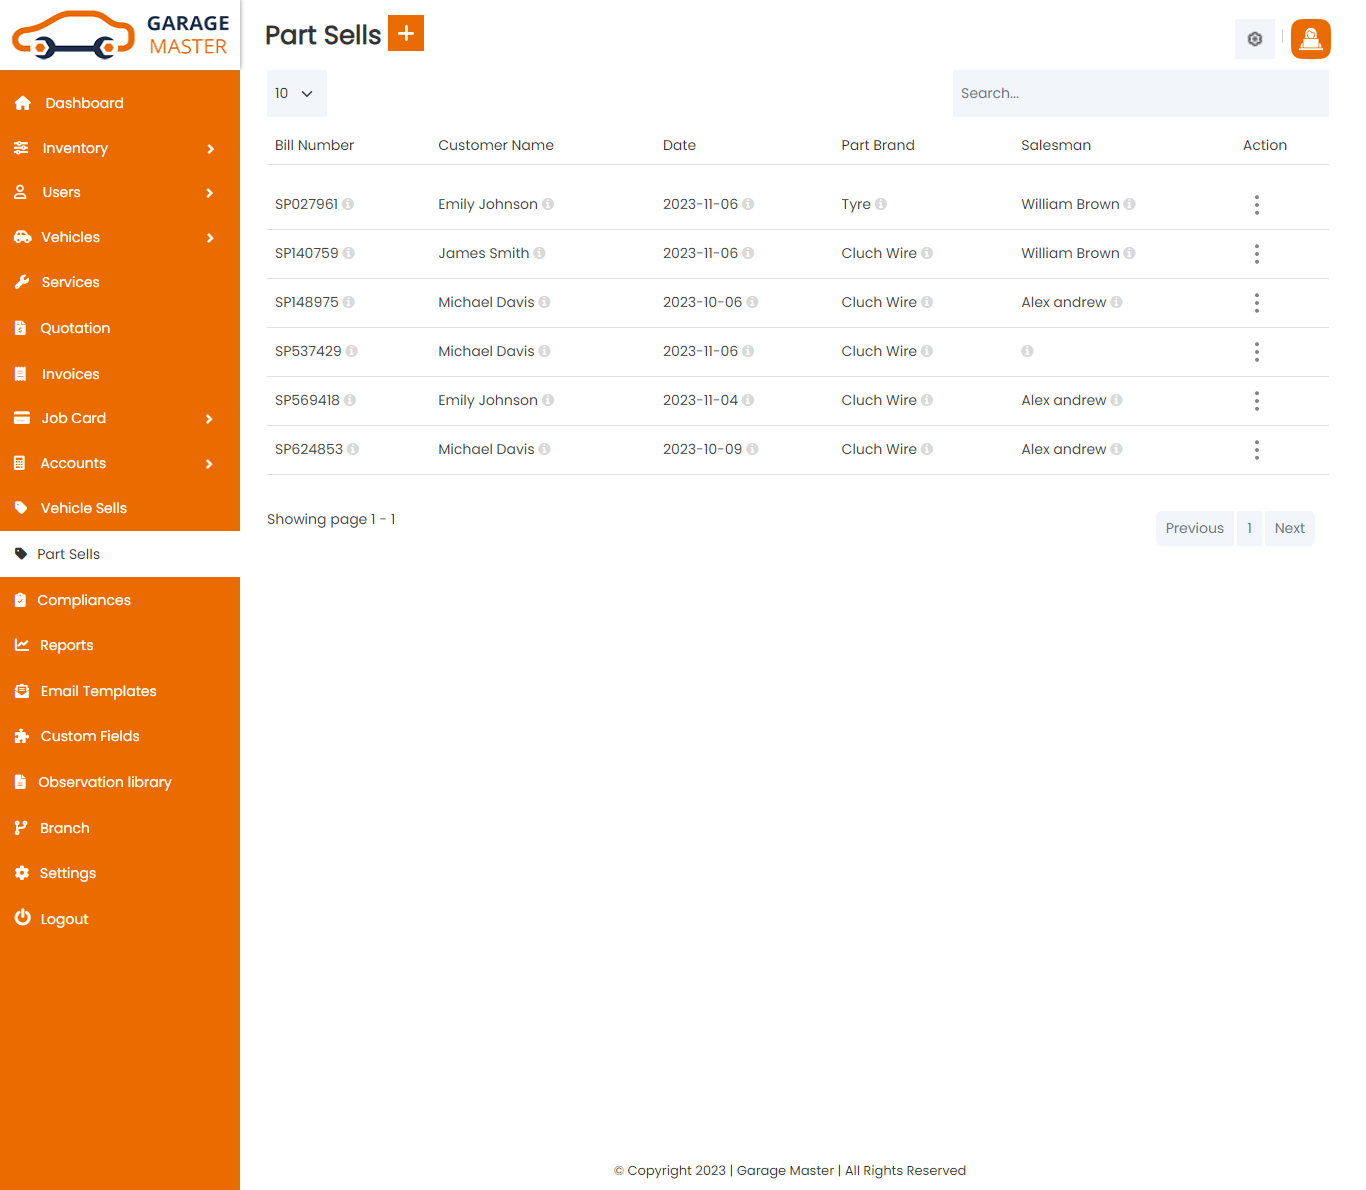 GARAGE
MASTER
Part Sells
10
Search...
Dashboard
Inventory
Users
Vehicles
Services
Quotation
Invoices
Job Card
Accounts
Vehicle Sells
Part Sells
Compliances
Reports
Email Templates
Custom Fields
Observation library
Branch
Settings
Logout
Bill Number Customer Name Date Part Brand Salesman Action
SP027961 Emily Johnson 2023-11-06 Tyre William Brown
SP140759 James Smith 2023-11-06 Cluch Wire William Brown
SP148975 Michael Davis 2023-10-06 Cluch Wire Alex andrew
SP537429 Michael Davis 2023-11-06 Cluch Wire
SP569418 Emily Johnson 2023-11-04 Cluch Wire Alex andrew
SP624853 Michael Davis 2023-10-09 Cluch Wire Alex andrew
Showing page 1 - 1
Previous 1 Next
© Copyright 2023 | Garage Master | All Rights Reserved